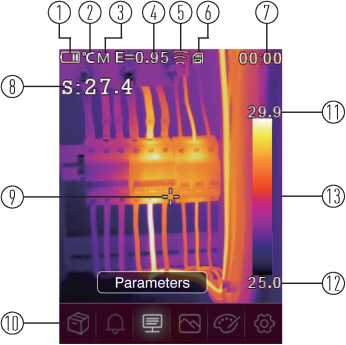 ① ② ③ ④ ⑤ ⑥ ⑦
℃ M E=0.95 00:00
⑧ S:27.4
29.9 ⑪
⑨ ⑬
25.0 ⑫
Parameters
⑩